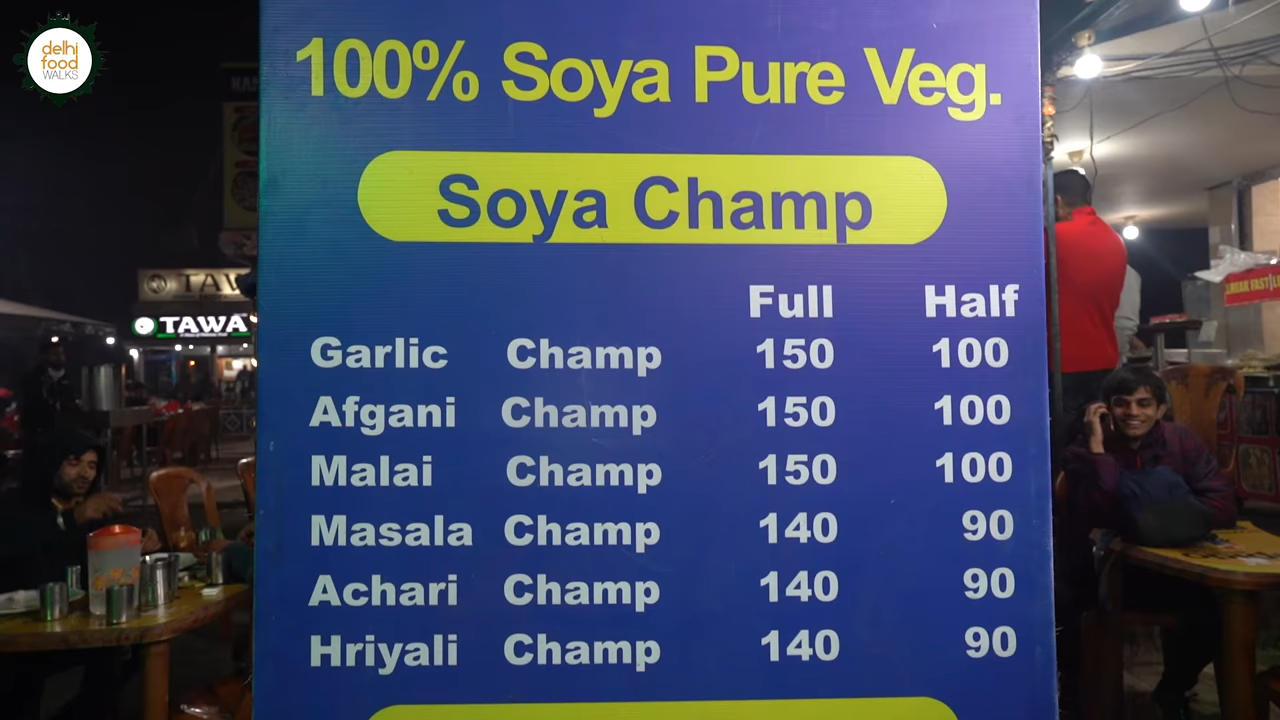 delhi
food
WALKS
100% Soya Pure Veg.
Soya Champ
Full Half
Garlic Champ 150 100
Afgani Champ 150 100
Malai Champ 150 100
Masala Champ 140 90
Achari Champ 140 90
Hriyali Champ 140 90
TAWA